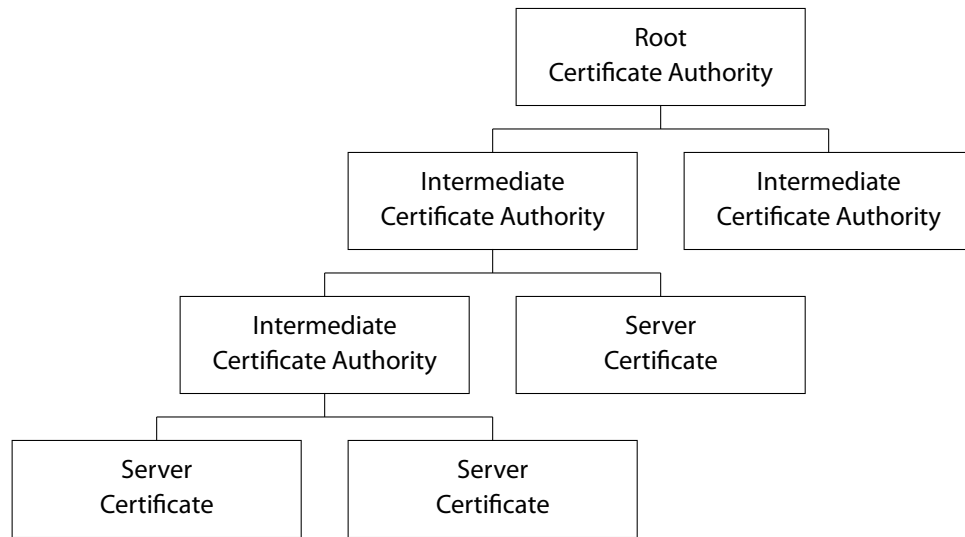 Root
Certificate Authority
Intermediate
Certificate Authority
Intermediate
Certificate Authority
Intermediate
Certificate Authority
Server
Certificate
Server
Certificate
Server
Certificate